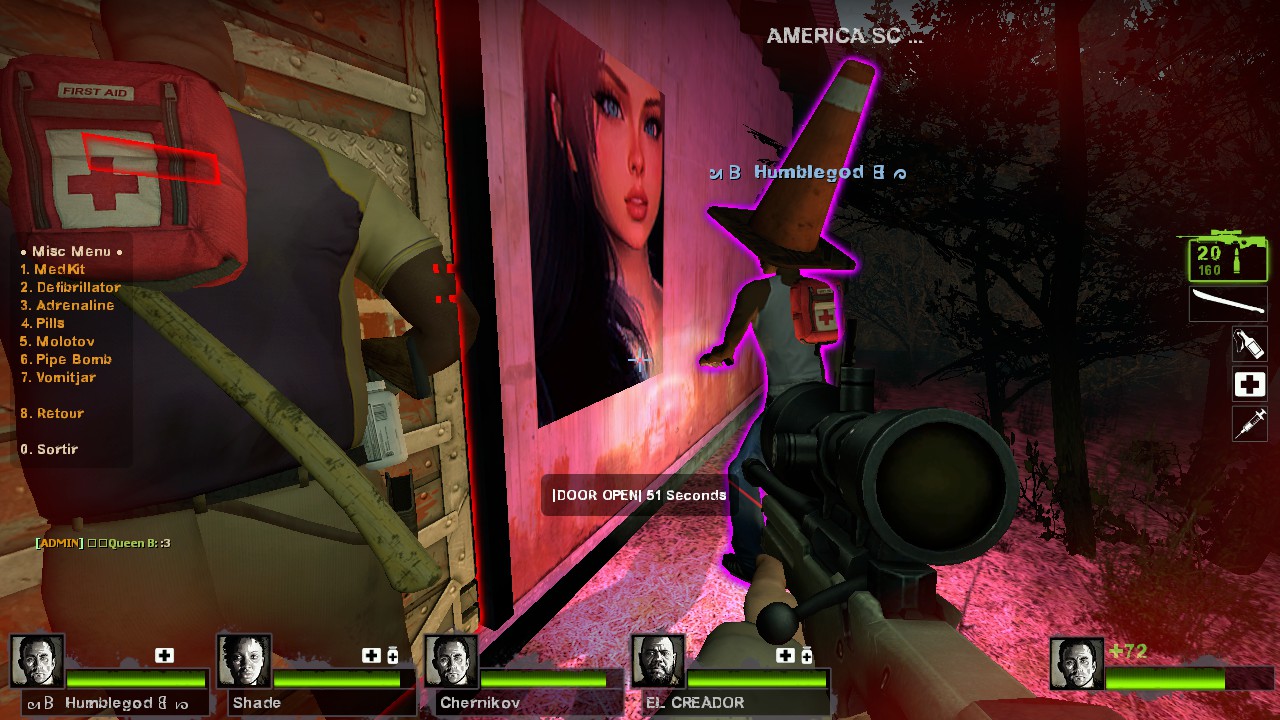 AMERICA SC ...
FIRST AID
Humblegod
• Misc Menu •
1. MedKit
2. Defibrillator
3. Adrenaline
4. Pills
5. Molotov
6. Pipe Bomb
7. Vomitjar
8. Retour
0. Sortir
20
160
|DOOR OPEN| 51 Seconds
[ADMIN] □□Queen B: :3
+72
Humblegod
Shade
Chernikov
EL CREADOR